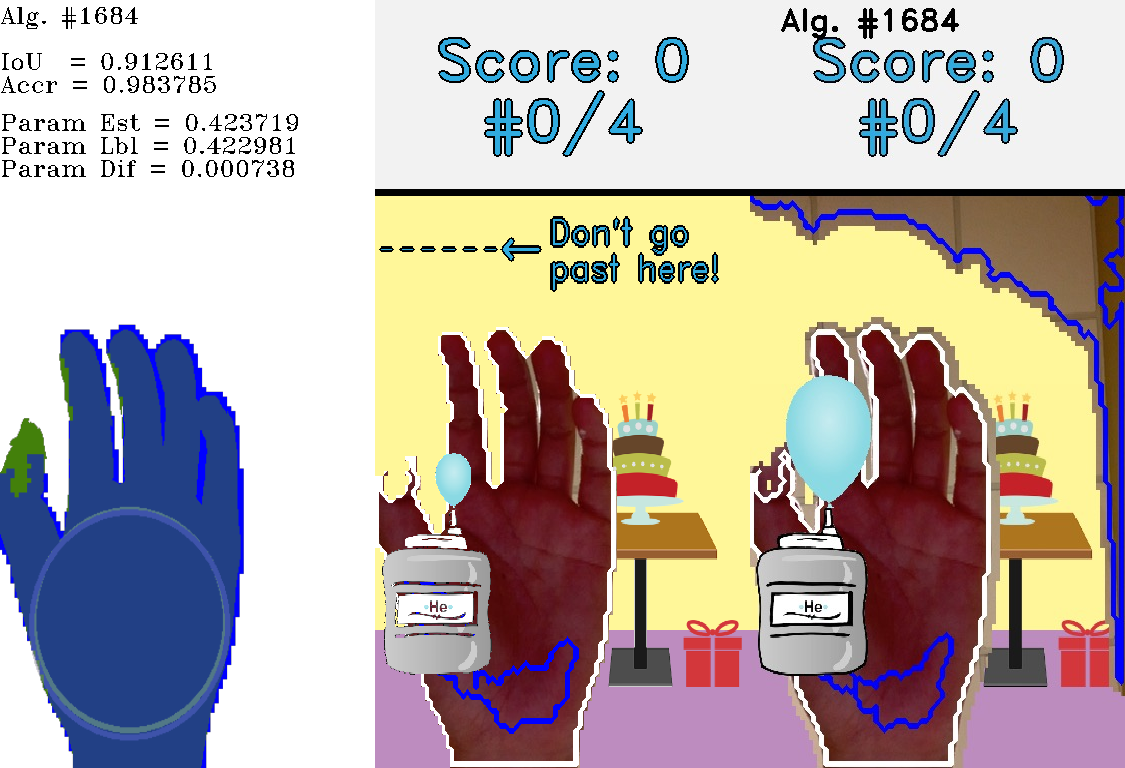 Alg. #1684
IoU = 0.912611
Accr = 0.983785
Param Est = 0.423719
Param Lbl = 0.422981
Param Dif = 0.000738
Score: 0
#0/4
Don't go
past here!
He
Alg. #1684
Score: 0
#0/4
He